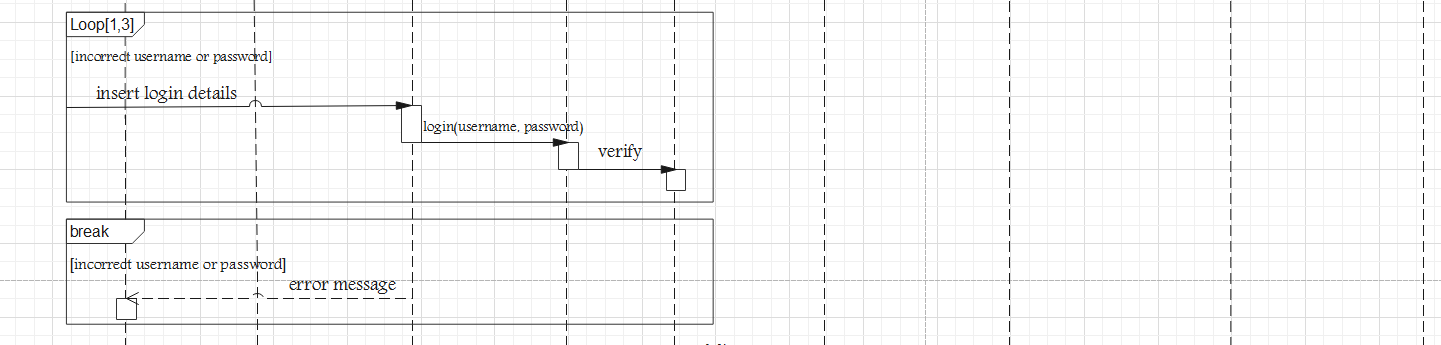 Loop[1,3]
[incorrect username or password]
insert login details
login(username, password)
verify
break
[incorrect username or password]
error message